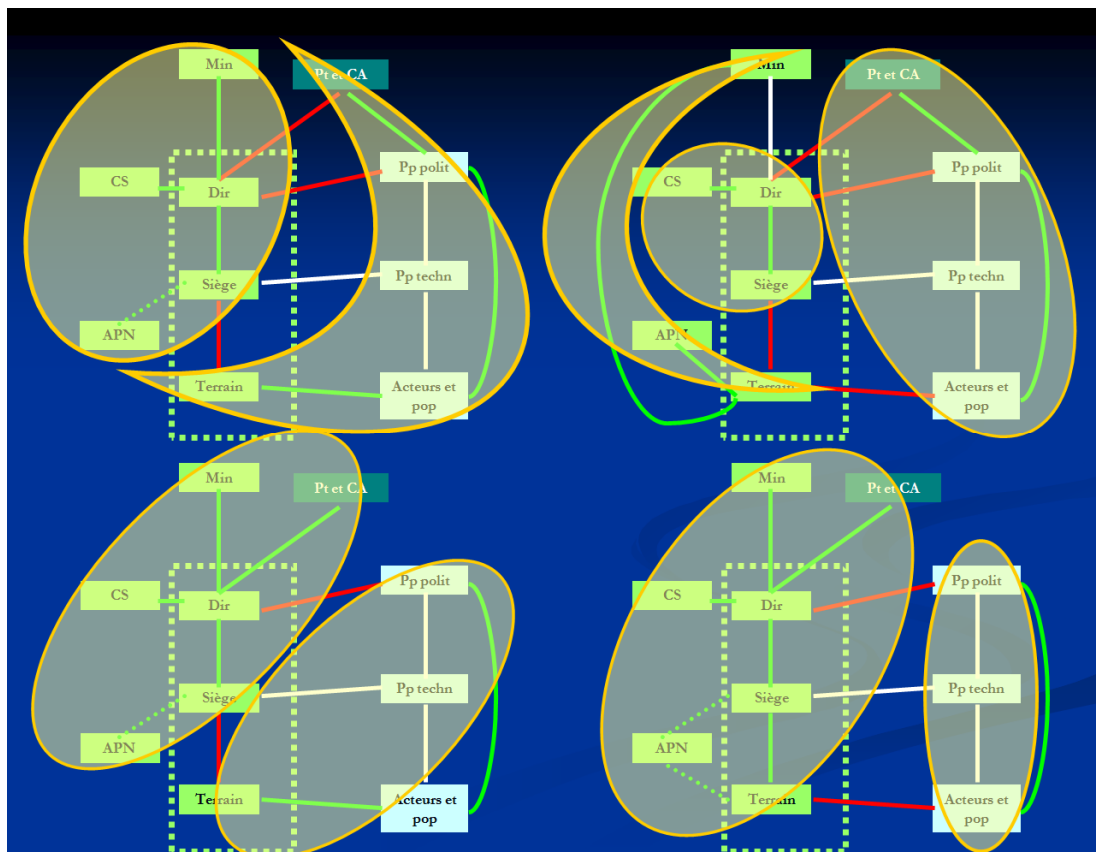 Min
Pt et CA
Pp polit
CS
Dir
Siège
Pp techn
APN
Terrain
Acteurs et
pop
Min
Pt et CA
Pp polit
CS
Dir
Siège
Pp techn
APN
Terrain
Acteurs et
pop
Min
Pt et CA
Pp polit
CS
Dir
Siège
Pp techn
APN
Terrain
Acteurs et
pop
Min
Pt et CA
Pp polit
CS
Dir
Siège
Pp techn
APN
Terrain
Acteurs et
pop